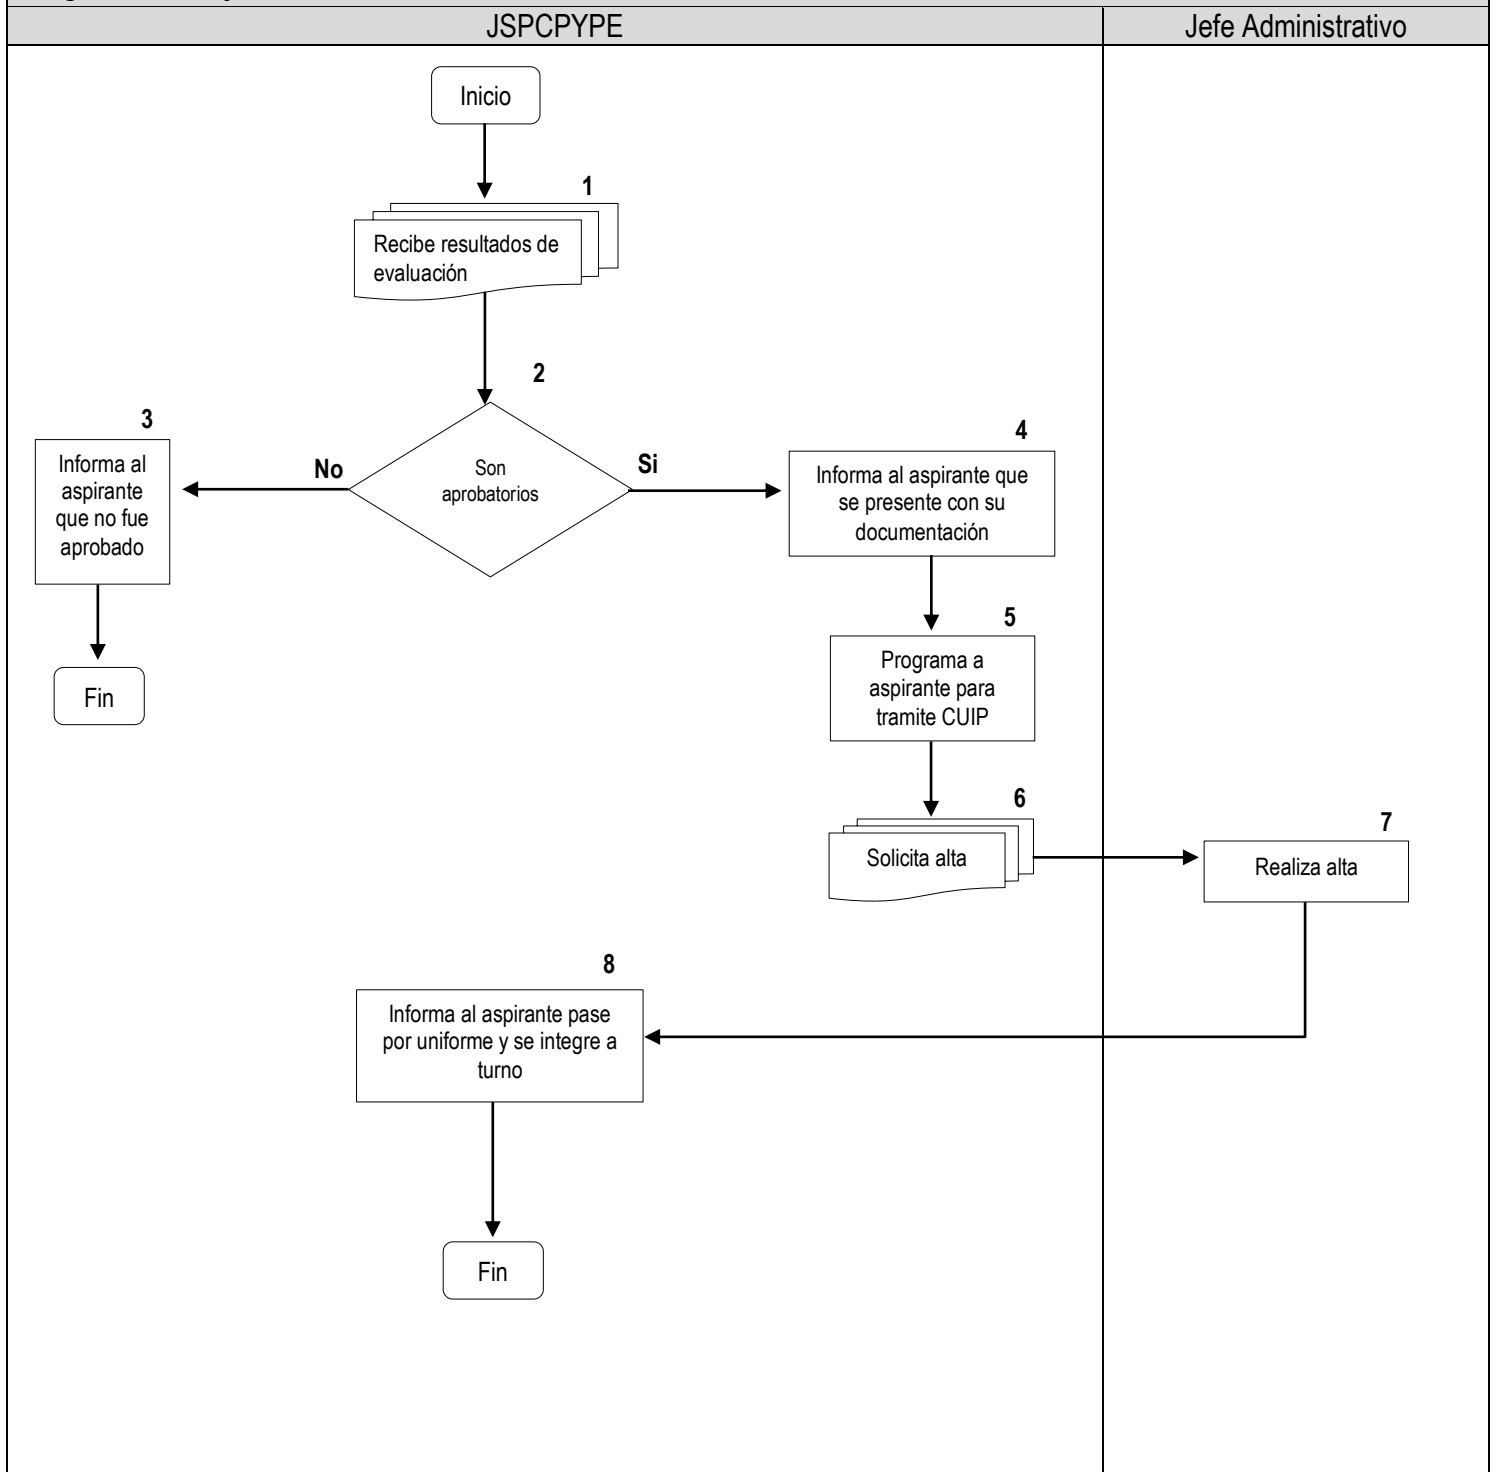 JSPCPYPE
Jefe Administrativo
Inicio
1
Recibe resultados de
evaluación
2
Son
aprobatorios
No
Si
3
Informa al
aspirante
que no fue
aprobado
Fin
4
Informa al aspirante que
se presente con su
documentación
5
Programa a
aspirante para
tramite CUIP
6
Solicita alta
7
Realiza alta
8
Informa al aspirante pase
por uniforme y se integre a
turno
Fin